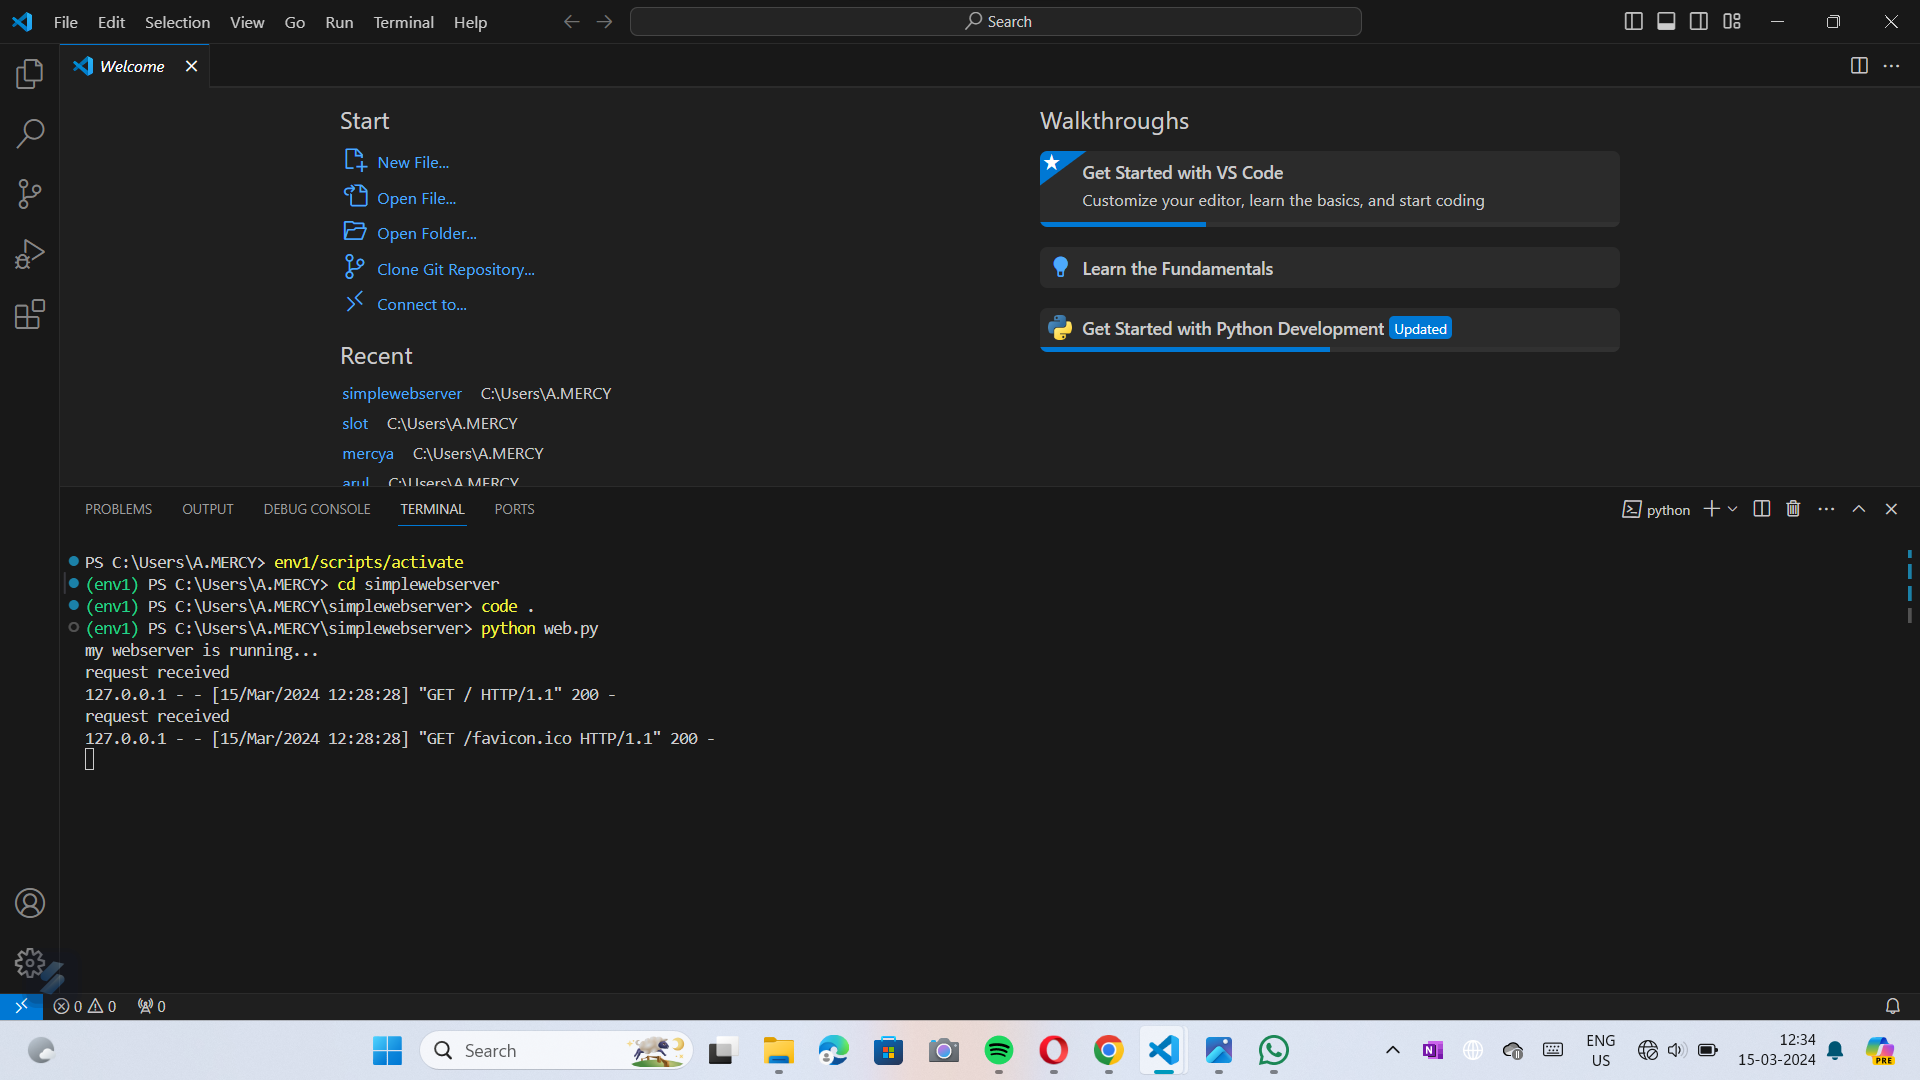 File Edit Selection View Go Run Terminal Help
Search
Welcome
Start
New File...
Open File...
Open Folder...
Clone Git Repository...
Connect to...
Recent
simplewebserver C:\Users\A.MERCY
slot C:\Users\A.MERCY
mercya C:\Users\A.MERCY
arul C:\Users\A.MERCY
Walkthroughs
Get Started with VS Code
Customize your editor, learn the basics, and start coding
Learn the Fundamentals
Get Started with Python Development Updated
PROBLEMS OUTPUT DEBUG CONSOLE TERMINAL PORTS
python
PS C:\Users\A.MERCY> env1/scripts/activate
(env1) PS C:\Users\A.MERCY> cd simplewebserver
(env1) PS C:\Users\A.MERCY\simplewebserver> code .
(env1) PS C:\Users\A.MERCY\simplewebserver> python web.py
my webserver is running...
request received
127.0.0.1 - - [15/Mar/2024 12:28:28] "GET / HTTP/1.1" 200 -
request received
127.0.0.1 - - [15/Mar/2024 12:28:28] "GET /favicon.ico HTTP/1.1" 200 -
0 0 0
Search
ENG
US
12:34
15-03-2024
PRE